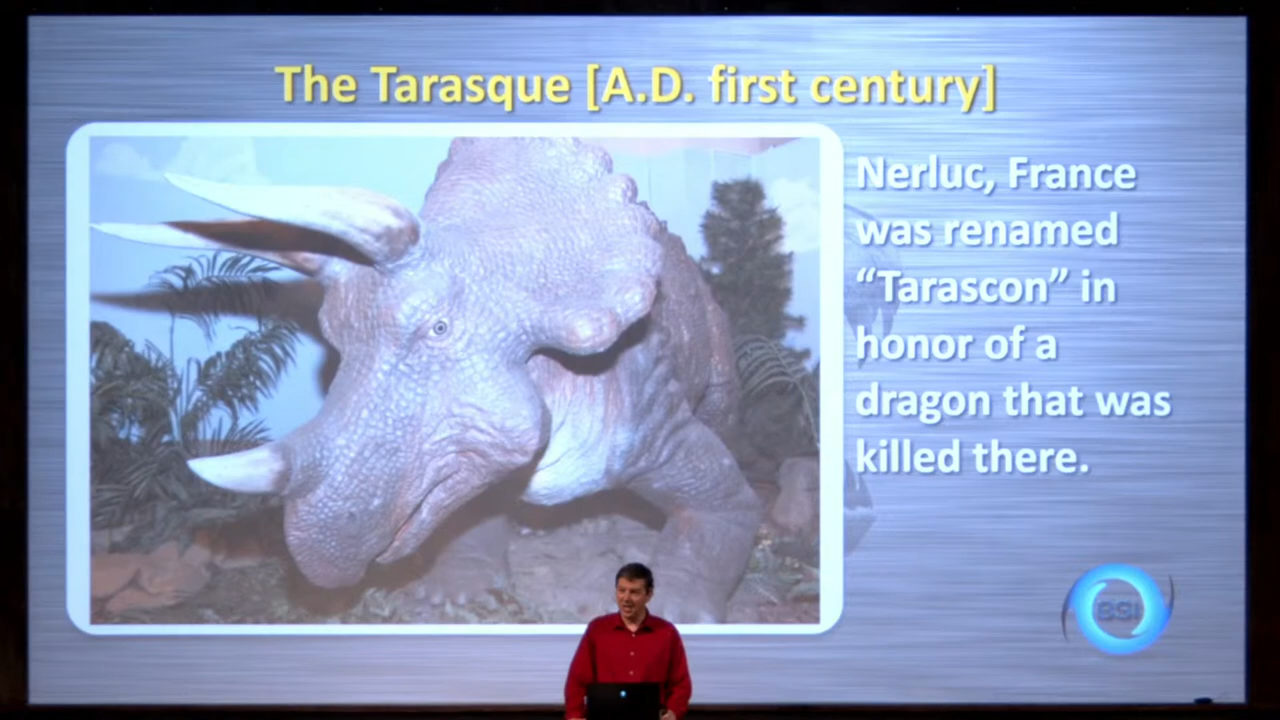 The Tarasque [A.D. first century]
Nerluc, France
was renamed
“Tarascon” in
honor of a
dragon that was
killed there.
BSI